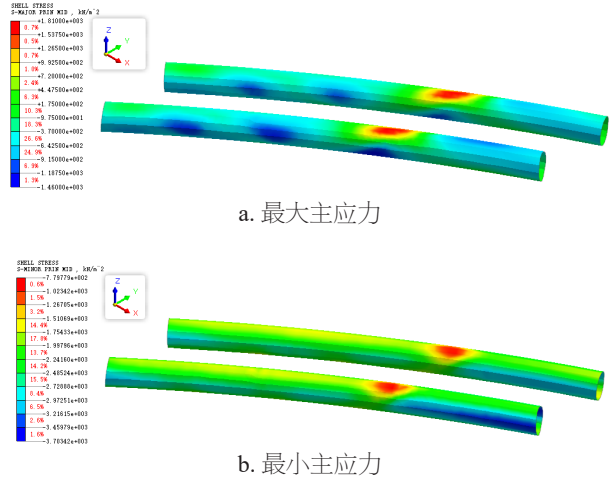 SHELL STRESS
S-MAJOR PRIN MID , kN/m^2
+1.81000e+003
0.7%
+1.53750e+003
0.5%
+1.26500e+003
0.7%
+9.92500e+002
1.0%
+7.20000e+002
2.4%
+4.47500e+002
6.3%
+1.75000e+002
10.3%
-9.75000e+001
18.3%
-3.70000e+002
26.6%
-6.42500e+002
24.9%
-9.15000e+002
6.9%
-1.18750e+003
1.3%
-1.46000e+003
Z
Y
X
a. 最大主应力
SHELL STRESS
S-MINOR PRIN MID , kN/m^2
-7.79779e+002
0.6%
-1.02342e+003
1.5%
-1.26705e+003
3.2%
-1.51069e+003
14.4%
-1.75433e+003
17.8%
-1.99796e+003
13.7%
-2.24160e+003
14.2%
-2.48524e+003
15.5%
-2.72888e+003
8.4%
-2.97251e+003
6.5%
-3.21615e+003
2.6%
-3.45979e+003
1.6%
-3.70342e+003
Z
Y
X
b. 最小主应力